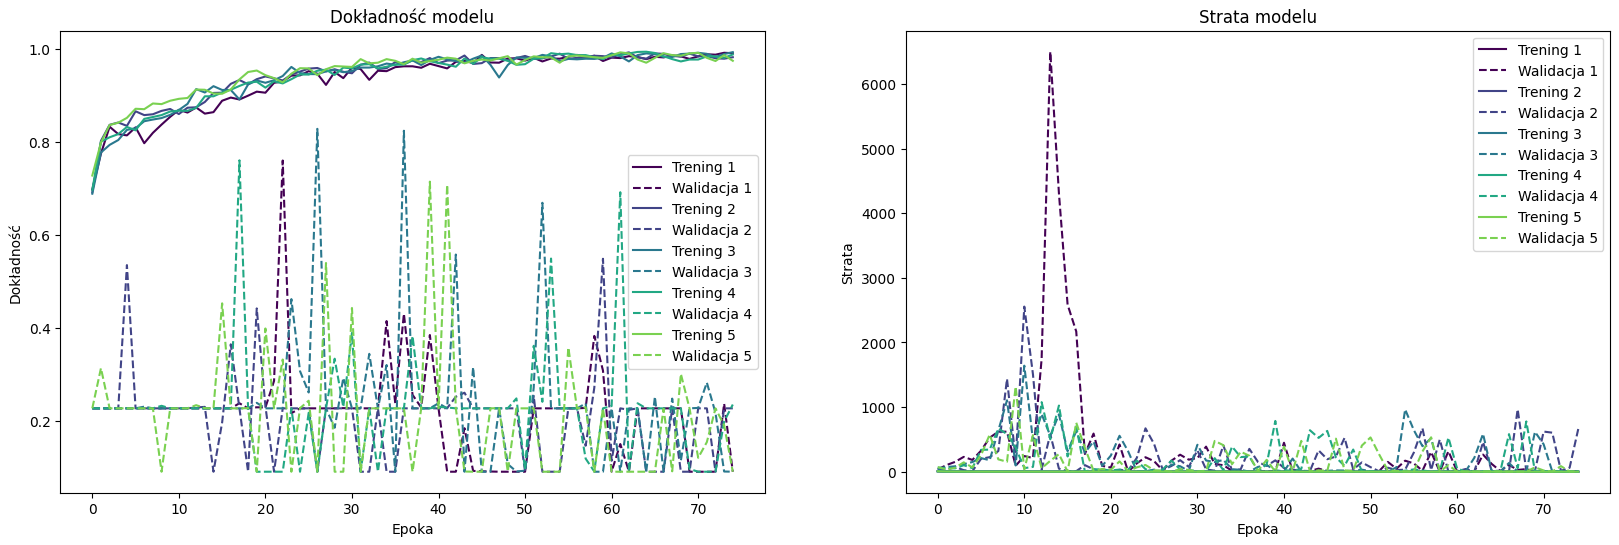 Dokładność modelu
Dokładność
1.0
0.8
0.6
0.4
0.2
0
10
20
30
40
50
60
70
Epoka
Trening 1
Walidacja 1
Trening 2
Walidacja 2
Trening 3
Walidacja 3
Trening 4
Walidacja 4
Trening 5
Walidacja 5
Strata modelu
Strata
6000
5000
4000
3000
2000
1000
0
0
10
20
30
40
50
60
70
Epoka
Trening 1
Walidacja 1
Trening 2
Walidacja 2
Trening 3
Walidacja 3
Trening 4
Walidacja 4
Trening 5
Walidacja 5